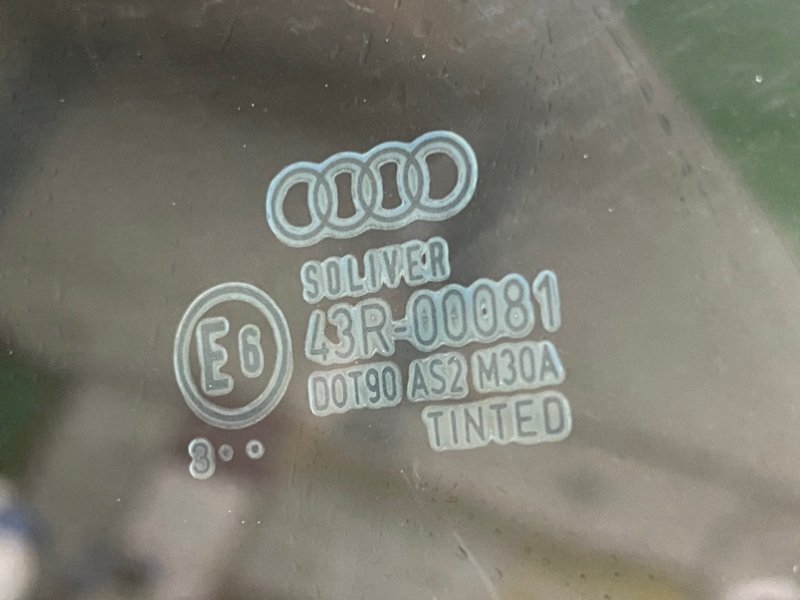 SOLIVER
E6 43R-00081
DOT90 AS2 M30A
TINTED
3··